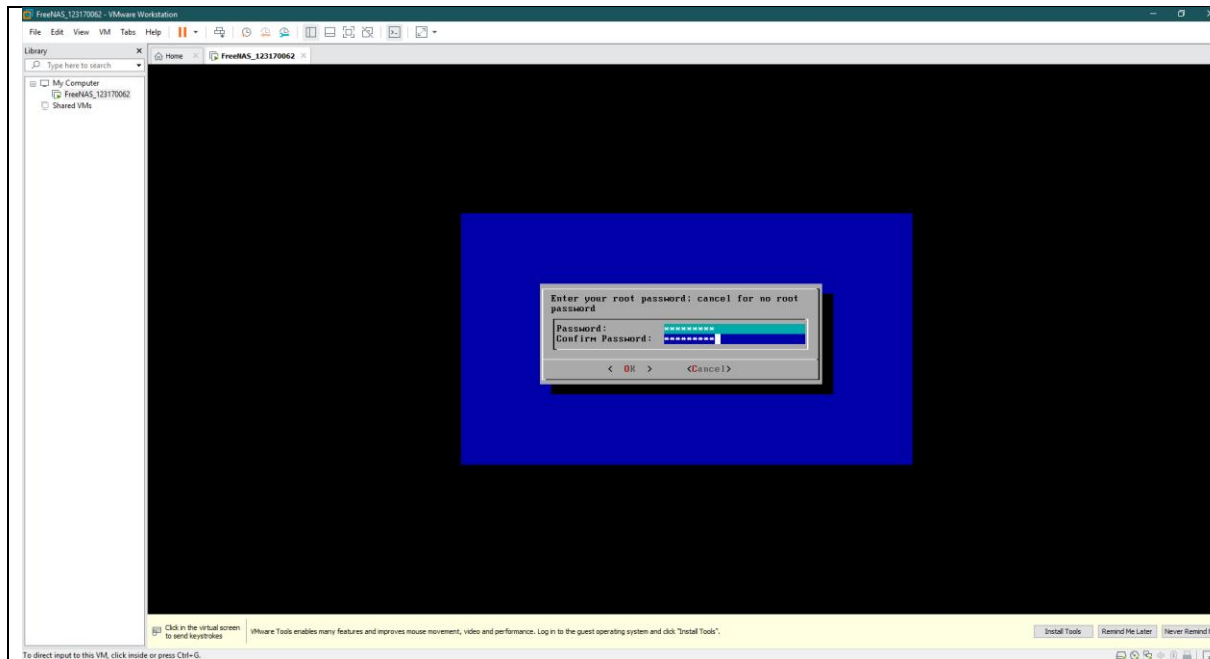 FreeNAS_123170062 - VMware Workstation
File Edit View VM Tabs Help
Library
Type here to search
My Computer
FreeNAS_123170062
Shared VMs
Home
FreeNAS_123170062
Enter your root password; cancel for no root
password
Password: *********
Confirm Password: *********
< OK > <Cancel>
Click in the virtual screen
to send keystrokes
VMware Tools enables many features and improves mouse movement, video and performance. Log in to the guest operating system and click "Install Tools".
Install Tools Remind Me Later Never Remind
To direct input to this VM, click inside or press Ctrl+G.